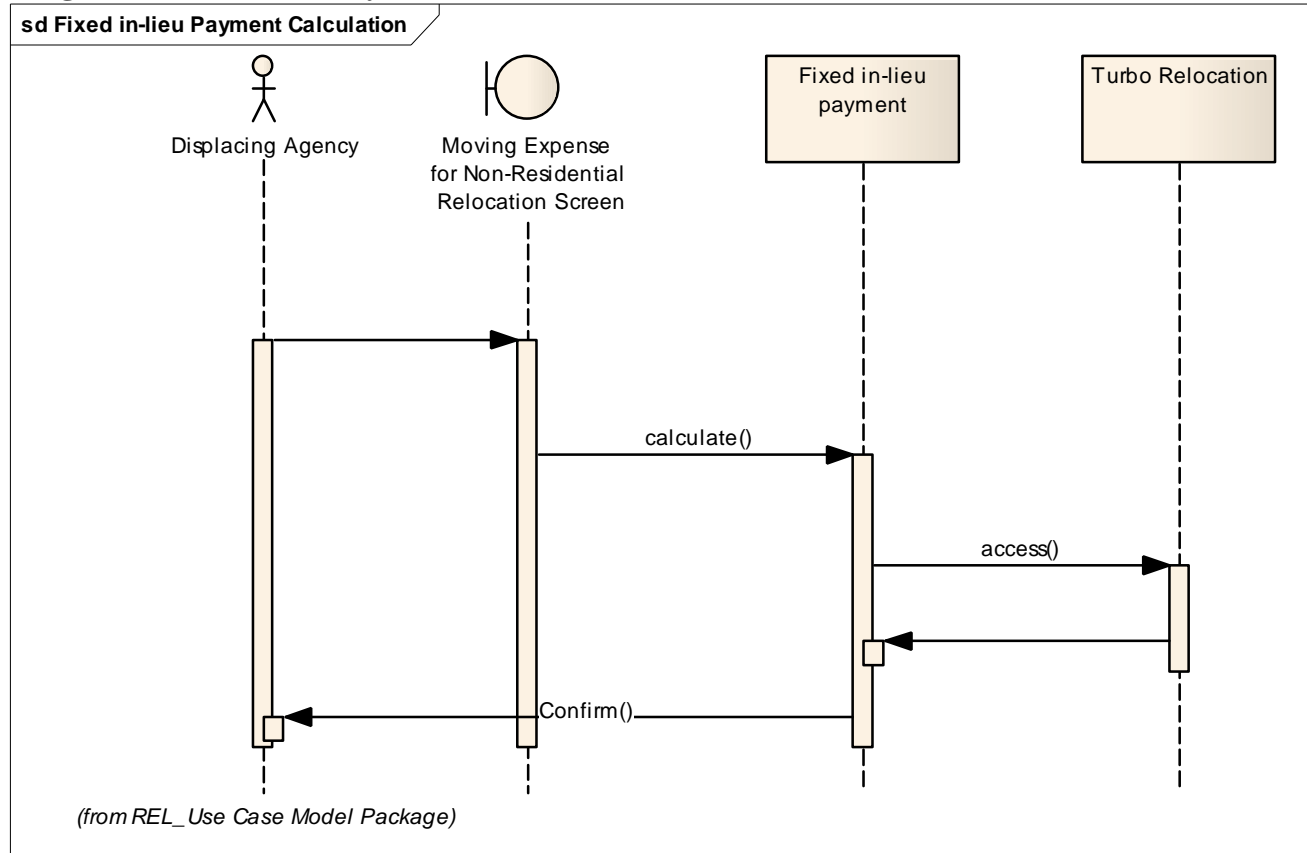 sd Fixed in-lieu Payment Calculation
Displacing Agency
Moving Expense
for Non-Residential
Relocation Screen
Fixed in-lieu
payment
Turbo Relocation
calculate()
access()
Confirm()
(from REL_Use Case Model Package)